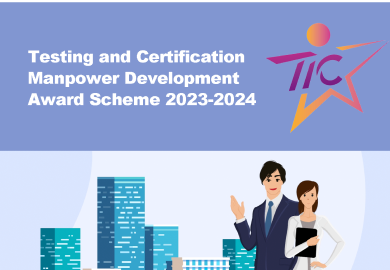 Testing and Certification
Manpower Development
Award Scheme 2023-2024
TIC